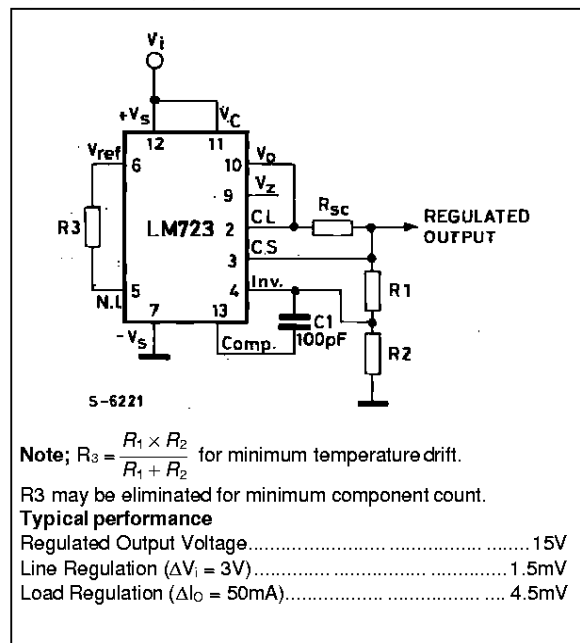 Vi
+Vs
VC
12
11
Vref
6
10
Vo
9
Vz
R3
LM723
2
CL
Rsc
REGULATED
OUTPUT
3
CS
5
N.I.
4
Inv.
R1
7
13
C1
100pF
-Vs
Comp.
R2
S-6221
Note; R3 = R1 × R2 / R1 + R2 for minimum temperature drift.
R3 may be eliminated for minimum component count.
Typical performance
Regulated Output Voltage.............................. .............. ....... 15V
Line Regulation (ΔVi = 3V).................... ................... .... 1.5mV
Load Regulation (ΔIO = 50mA)................. ................... .... 4.5mV